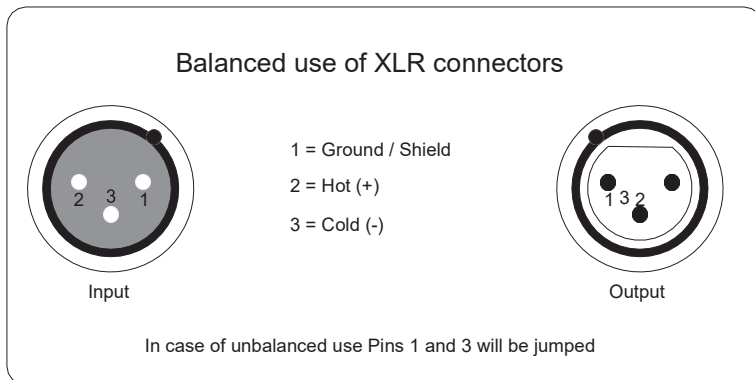 Balanced use of XLR connectors
1 = Ground / Shield
2 = Hot (+)
3 = Cold (-)
2 3 1
1 3 2
Input
Output
In case of unbalanced use Pins 1 and 3 will be jumped